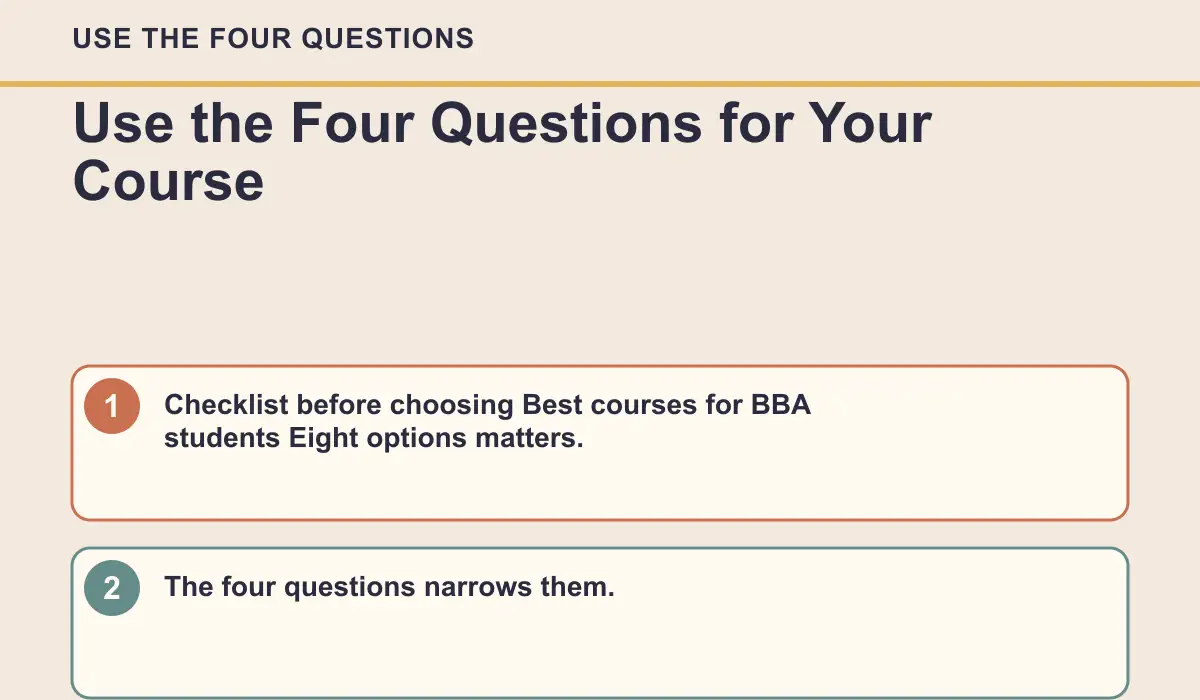 USE THE FOUR QUESTIONS
Use the Four Questions for Your
Course
1
Checklist before choosing Best courses for BBA
students Eight options matters.
2
The four questions narrows them.